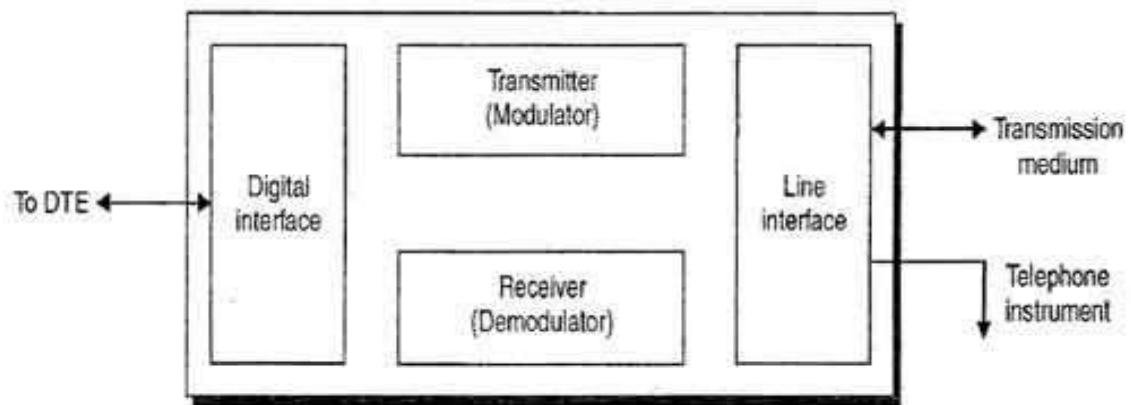 To DTE
Digital
interface
Transmitter
(Modulator)
Receiver
(Demodulator)
Line
interface
Transmission
medium
Telephone
instrument